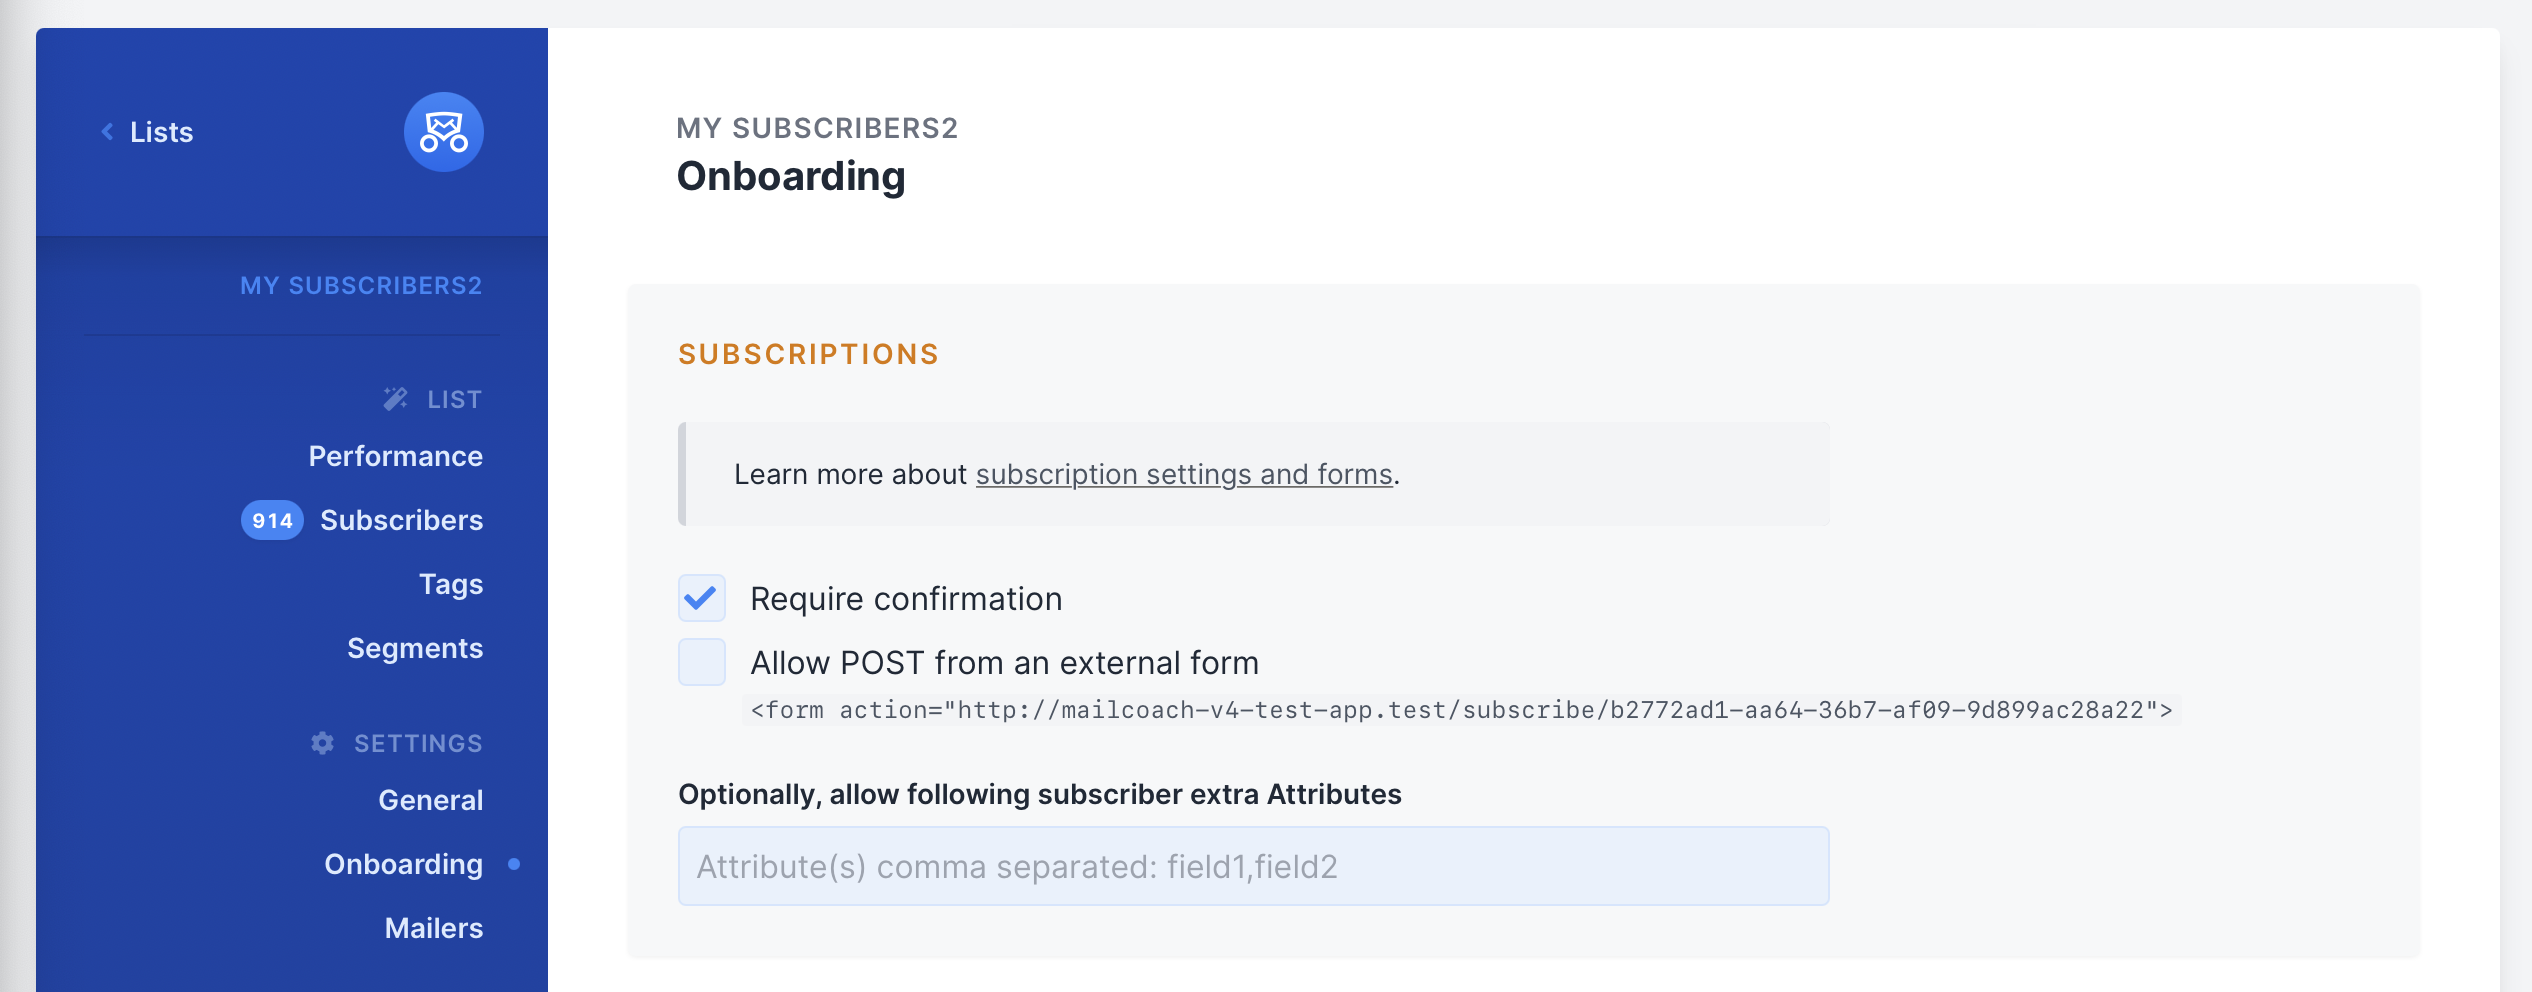 Lists
MY SUBSCRIBERS2
LIST
Performance
914 Subscribers
Tags
Segments
SETTINGS
General
Onboarding
Mailers
MY SUBSCRIBERS2
Onboarding
SUBSCRIPTIONS
Learn more about subscription settings and forms.
Require confirmation
Allow POST from an external form
<form action="http://mailcoach-v4-test-app.test/subscribe/b2772ad1-aa64-36b7-af09-9d899ac28a22">
Optionally, allow following subscriber extra Attributes
Attribute(s) comma separated: field1,field2